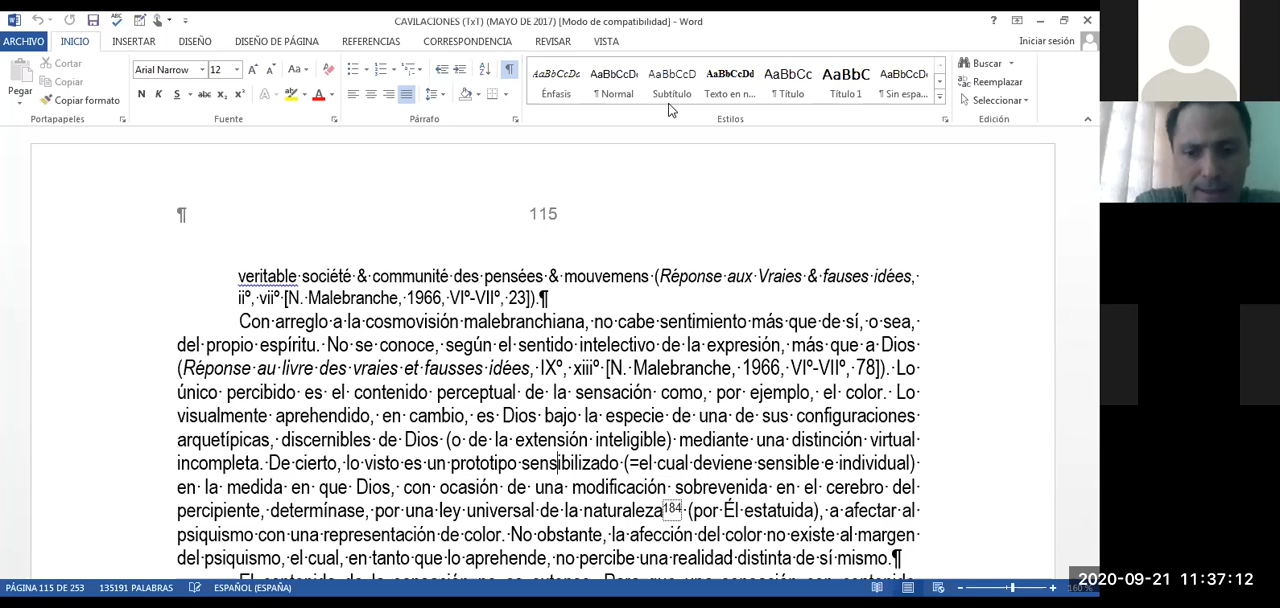 CAVILACIONES (TxT) (MAYO DE 2017) [Modo de compatibilidad] - Word
ARCHIVO INICIO INSERTAR DISEÑO DISEÑO DE PÁGINA REFERENCIAS CORRESPONDENCIA REVISAR VISTA Iniciar sesión
Cortar
Copiar
Copiar formato
Pegar
Arial Narrow 12
AaBbCcDc AaBbCcDc AaBbCcD AaBbCcDd AaBbCc AaBbC AaBbCcDc
Énfasis ¶ Normal Subtítulo Texto en n... ¶ Título Título 1 ¶ Sin espa...
Buscar
Reemplazar
Seleccionar
Portapapeles Fuente Párrafo Estilos Edición
¶ 115
veritable société & communité des pensées & mouvemens (Réponse aux Vraies & fauses idées,
iiº, viiº [N. Malebranche, 1966, VIº-VIIº, 23]).¶
Con arreglo a la cosmovisión malebranchiana, no cabe sentimiento más que de sí, o sea,
del propio espíritu. No se conoce, según el sentido intelectivo de la expresión, más que a Dios
(Réponse au livre des vraies et fausses idées, IXº, xiiiº [N. Malebranche, 1966, VIº-VIIº, 78]). Lo
único percibido es el contenido perceptual de la sensación como, por ejemplo, el color. Lo
visualmente aprehendido, en cambio, es Dios bajo la especie de una de sus configuraciones
arquetípicas, discernibles de Dios (o de la extensión inteligible) mediante una distinción virtual
incompleta. De cierto, lo visto es un prototipo sensibilizado (=el cual deviene sensible e individual)
en la medida en que Dios, con ocasión de una modificación sobrevenida en el cerebro del
percipiente, determínase, por una ley universal de la naturaleza184 (por Él estatuida), a afectar al
psiquismo con una representación de color. No obstante, la afección del color no existe al margen
del psiquismo, el cual, en tanto que lo aprehende, no percibe una realidad distinta de sí mismo.¶
PÁGINA 115 DE 253 135191 PALABRAS ESPAÑOL (ESPAÑA) 160 %
2020-09-21 11:37:12